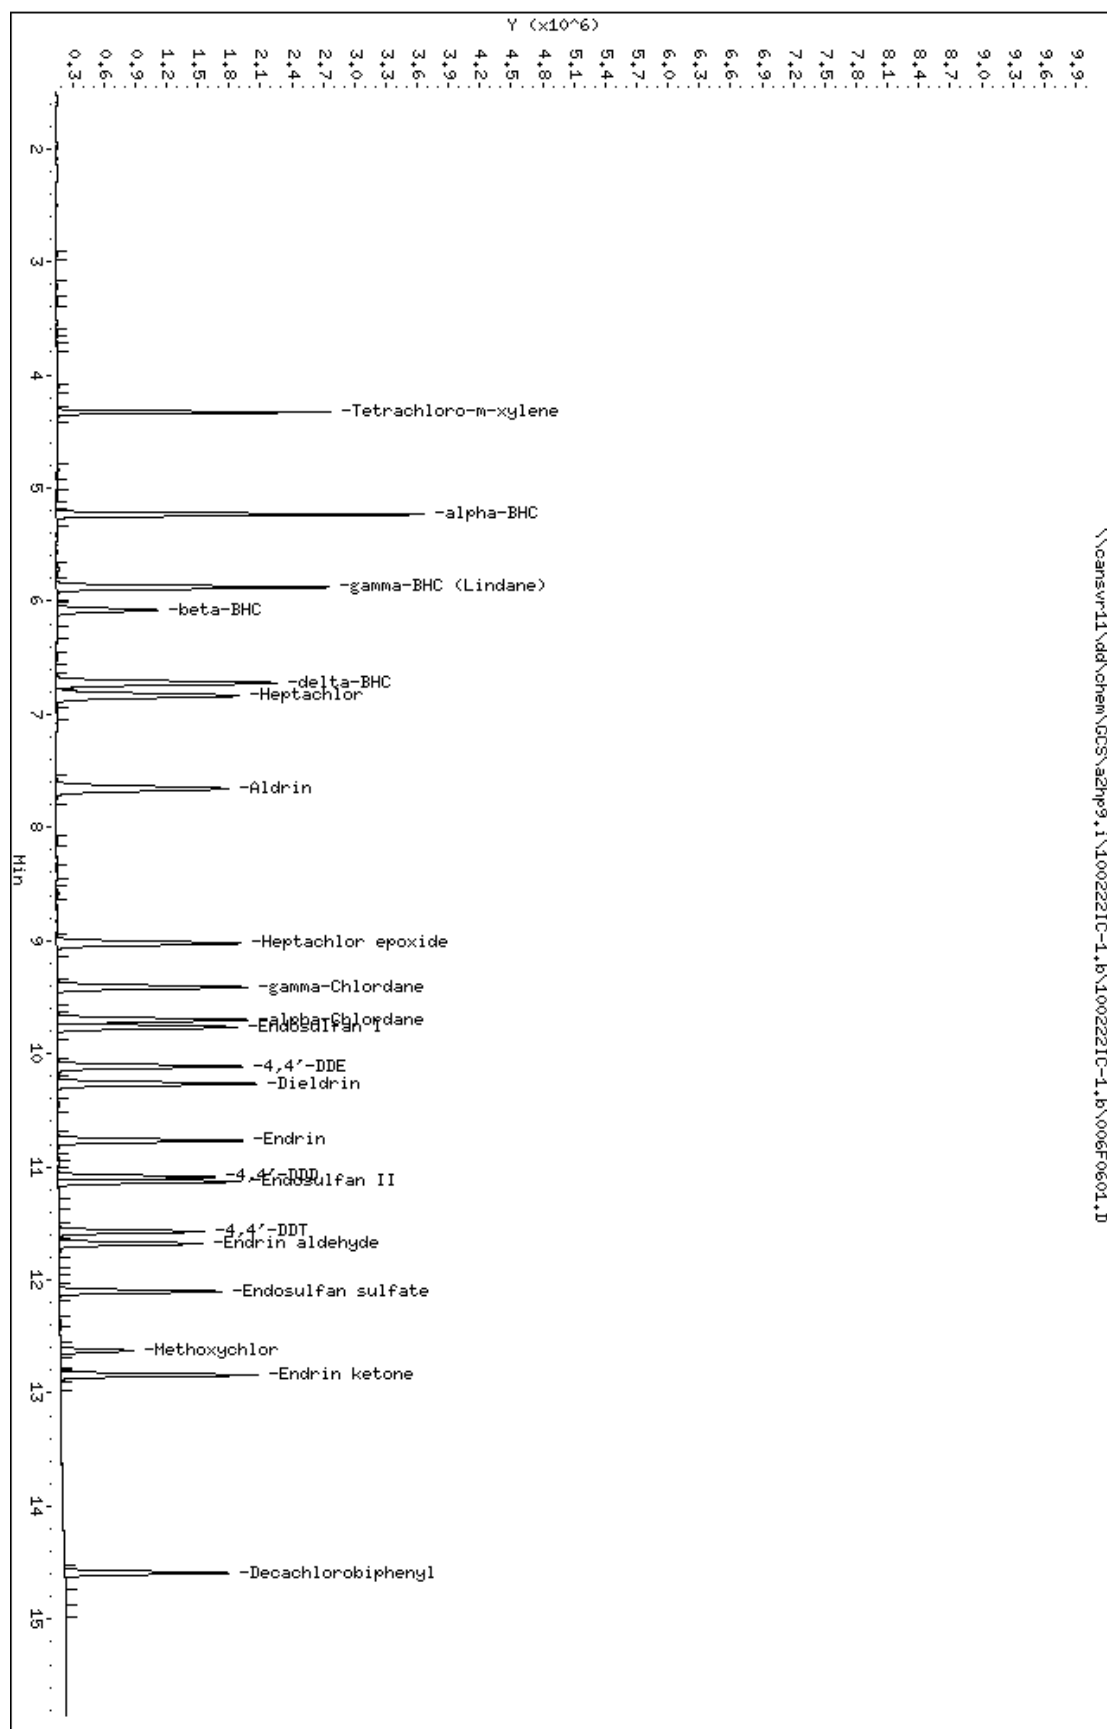 Y (x10^6)
0.3
0.6
0.9
1.2
1.5
1.8
2.1
2.4
2.7
3.0
3.3
3.6
3.9
4.2
4.5
4.8
5.1
5.4
5.7
6.0
6.3
6.6
6.9
7.2
7.5
7.8
8.1
8.4
8.7
9.0
9.3
9.6
9.9
2
3
4
-Tetrachloro-m-xylene
5
-alpha-BHC
-gamma-BHC (Lindane)
6
-beta-BHC
-delta-BHC
-Heptachlor
7
-Aldrin
8
Min
9
-Heptachlor epoxide
-gamma-Chlordane
-alpha-Chlordane
-Endosulfan I
10
-4,4'-DDE
-Dieldrin
-Endrin
11
-4,4'-DDD
-Endosulfan II
-4,4'-DDT
-Endrin aldehyde
12
-Endosulfan sulfate
-Methoxychlor
-Endrin ketone
13
14
-Decachlorobiphenyl
15
\\cansvr11\dd\chem\GCS\a2hp9.i\100222IC-1.b\100222IC-1.b\006F0601.D